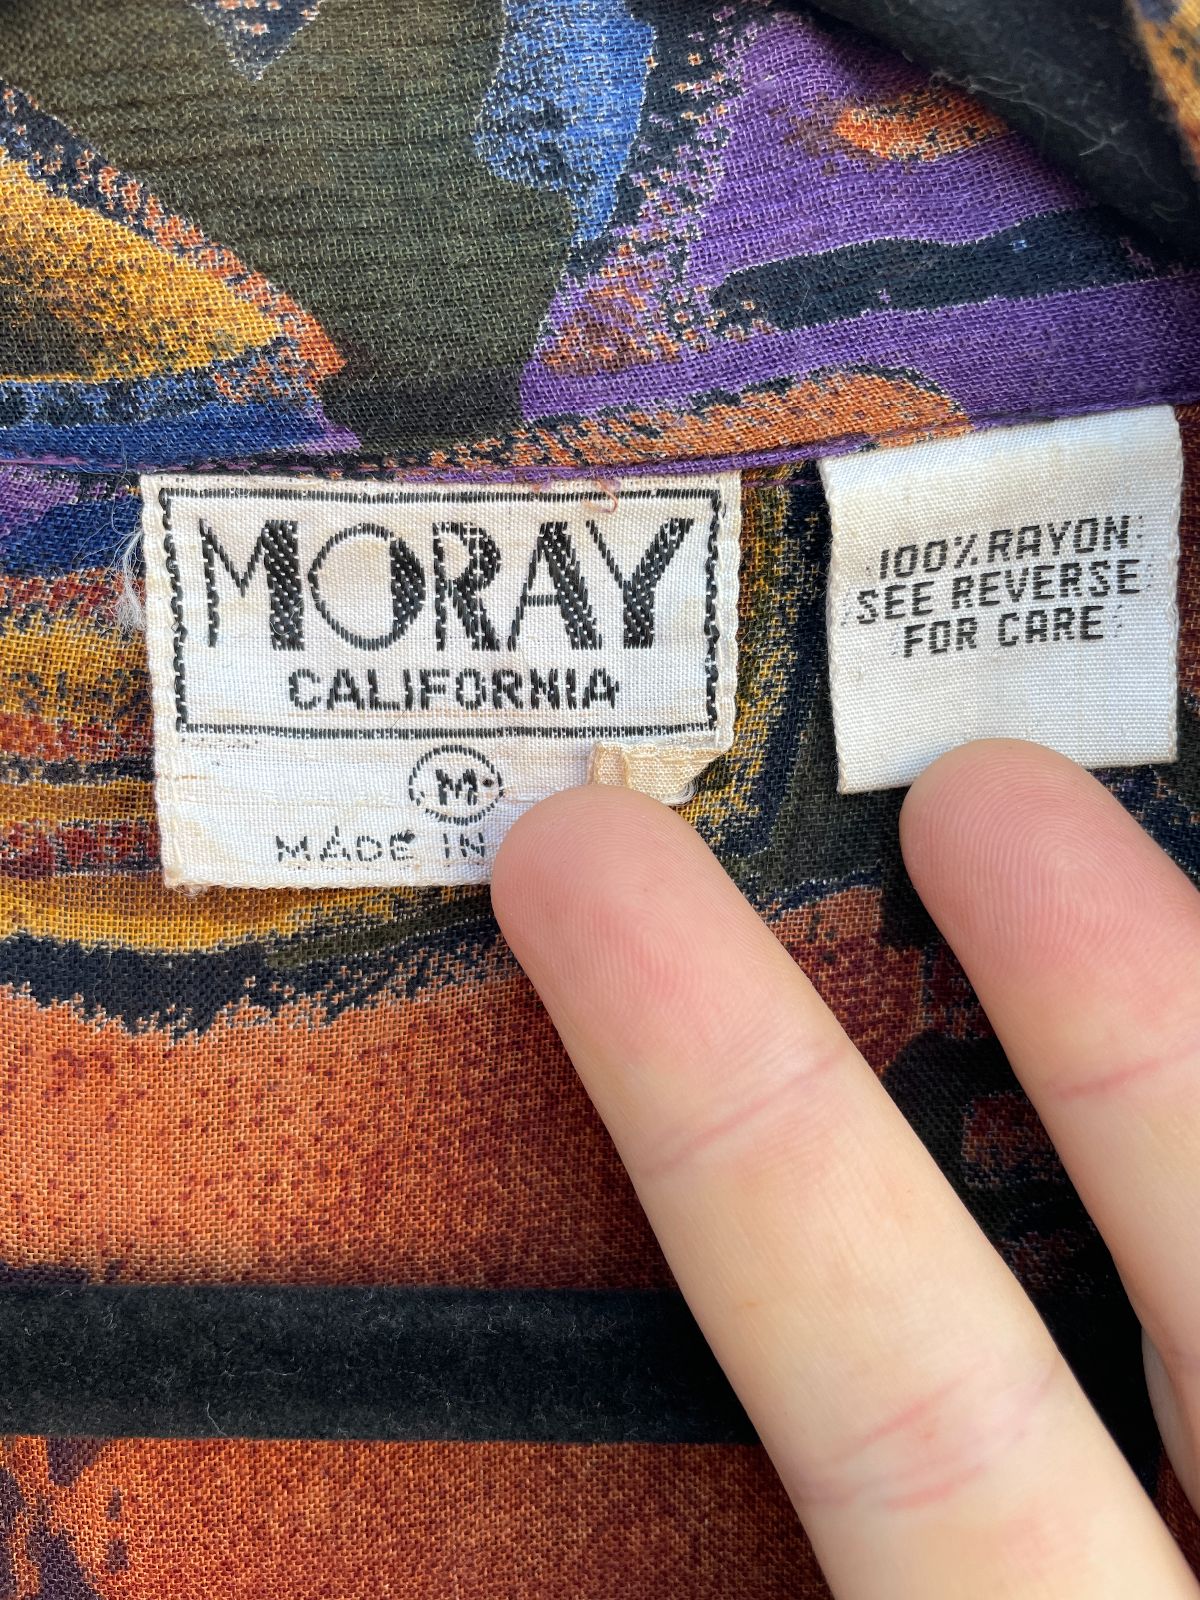 MORAY
CALIFORNIA
M
MADE IN
100% RAYON
SEE REVERSE
FOR CARE